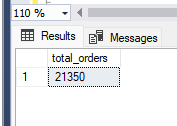 110 %
Results Messages
total_orders
1 21350